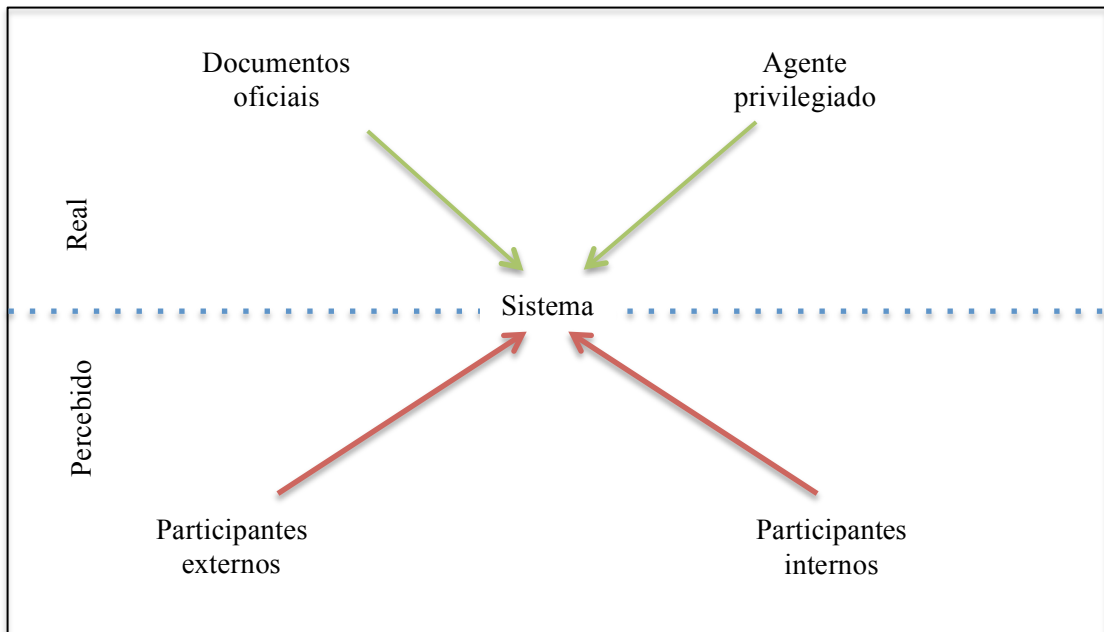 Documentos
oficiais
Agente
privilegiado
Real
Sistema
Percebido
Participantes
externos
Participantes
internos